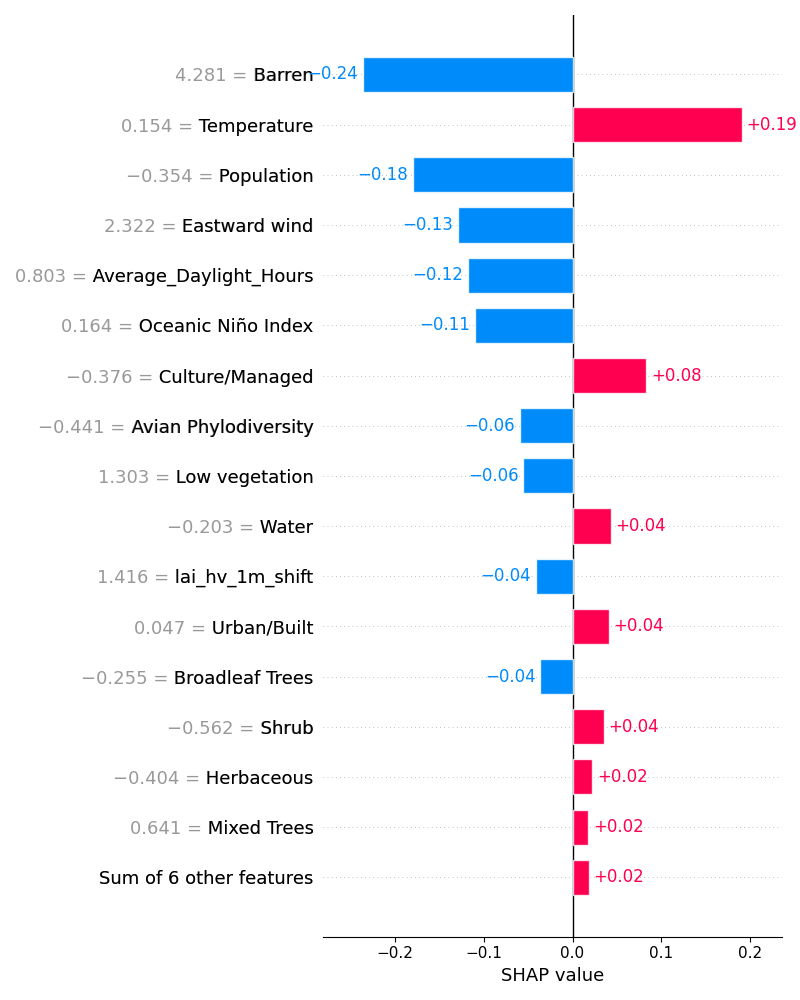 4.281 = Barren −0.24
0.154 = Temperature +0.19
−0.354 = Population −0.18
2.322 = Eastward wind −0.13
0.803 = Average_Daylight_Hours −0.12
0.164 = Oceanic Niño Index −0.11
−0.376 = Culture/Managed +0.08
−0.441 = Avian Phylodiversity −0.06
1.303 = Low vegetation −0.06
−0.203 = Water +0.04
1.416 = lai_hv_1m_shift −0.04
0.047 = Urban/Built +0.04
−0.255 = Broadleaf Trees −0.04
−0.562 = Shrub +0.04
−0.404 = Herbaceous +0.02
0.641 = Mixed Trees +0.02
Sum of 6 other features +0.02
−0.2 −0.1 0.0 0.1 0.2
SHAP value